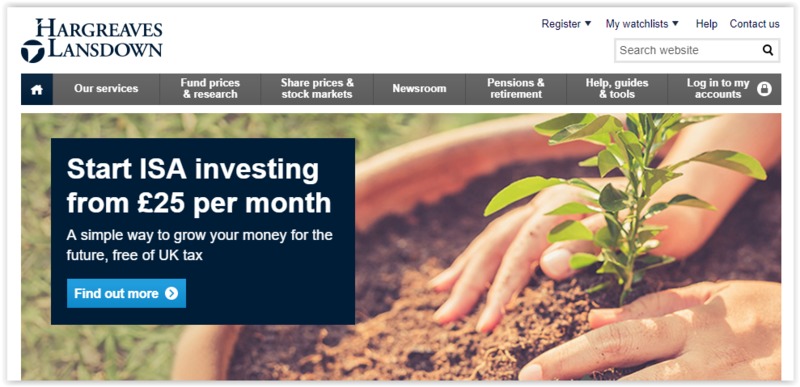 HARGREAVES
LANSDOWN
Register
My watchlists
Help
Contact us
Search website
Our services
Fund prices
& research
Share prices &
stock markets
Newsroom
Pensions &
retirement
Help, guides
& tools
Log in to my
accounts
Start ISA investing
from £25 per month
A simple way to grow your money for the
future, free of UK tax
Find out more